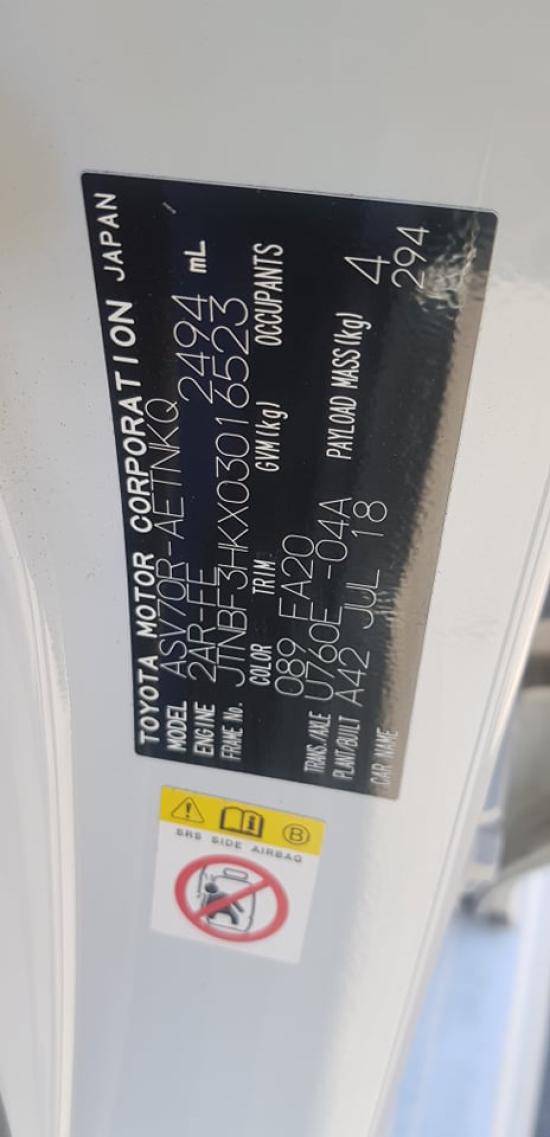 TOYOTA MOTOR CORPORATION JAPAN
MODEL ASV70R-AETNKQ
ENGINE 2AR-FE 2494 mL
FRAME No. JTNBF3HKX03016523
COLOR TRIM GVM(kg) OCCUPANTS
089 FA20 4
TRANS./AXLE U760E -04A PAYLOAD MASS(kg) 294
PLANT/BUILT A42 JUL 18
CAR NAME
B
SRS SIDE AIRBAG